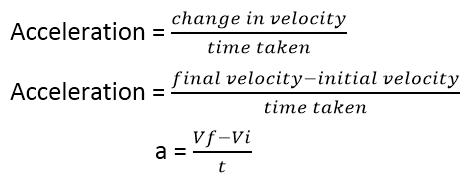 Acceleration = change in velocity / time taken
Acceleration = final velocity−initial velocity / time taken
a = Vf−Vi / t